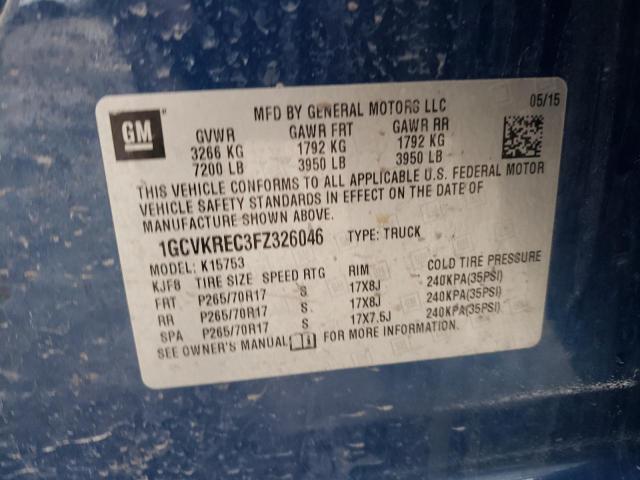 GM
MFD BY GENERAL MOTORS LLC 05/15
GVWR GAWR FRT GAWR RR
3266 KG 1792 KG 1792 KG
7200 LB 3950 LB 3950 LB
THIS VEHICLE CONFORMS TO ALL APPLICABLE U.S. FEDERAL MOTOR
VEHICLE SAFETY STANDARDS IN EFFECT ON THE DATE OF
MANUFACTURE SHOWN ABOVE.
1GCVKREC3FZ326046 TYPE: TRUCK
MODEL: K15753
KJF8 TIRE SIZE SPEED RTG RIM COLD TIRE PRESSURE
FRT P265/70R17 S 17X8J 240KPA(35PSI)
RR P265/70R17 S 17X8J 240KPA(35PSI)
SPA P265/70R17 S 17X7.5J 240KPA(35PSI)
SEE OWNER'S MANUAL FOR MORE INFORMATION.